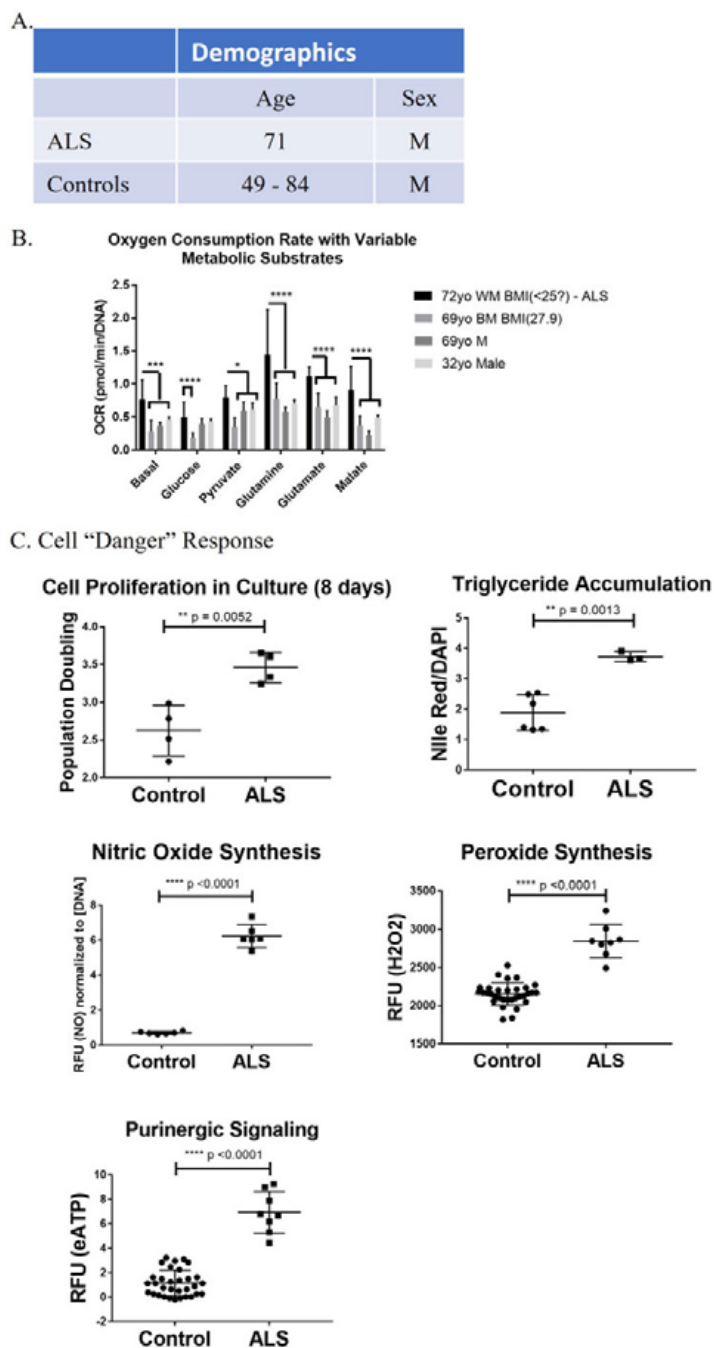 A.
Demographics
Age Sex
ALS 71 M
Controls 49 - 84 M
B.
Oxygen Consumption Rate with Variable
Metabolic Substrates
OCR (pmol/min/DNA)
2.5
2.0
1.5
1.0
0.5
0.0
*** **** * **** **** ****
Basal Glucose Pyruvate Glutamine Glutamate Malate
72yo WM BMI(<25?) - ALS
69yo BM BMI(27.9)
69yo M
32yo Male
C. Cell “Danger” Response
Cell Proliferation in Culture (8 days)
** p = 0.0052
Population Doubling
4.0
3.5
3.0
2.5
2.0
Control ALS
Triglyceride Accumulation
** p = 0.0013
NIle Red/DAPI
5
4
3
2
1
0
Control ALS
Nitric Oxide Synthesis
**** p <0.0001
RFU (NO) normalized to [DNA]
8
6
4
2
0
Control ALS
Peroxide Synthesis
**** p <0.0001
RFU (H2O2)
3500
3000
2500
2000
1500
Control ALS
Purinergic Signaling
**** p <0.0001
RFU (eATP)
10
8
6
4
2
0
-2
Control ALS